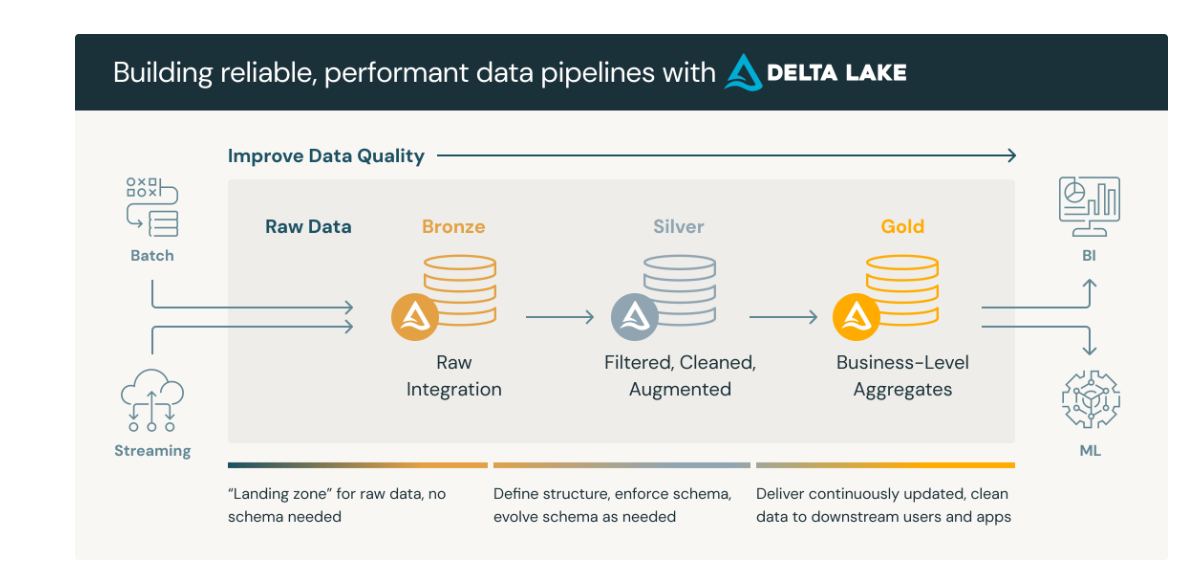 Building reliable, performant data pipelines with DELTA LAKE
Improve Data Quality
Batch
Streaming
Raw Data
Bronze
Silver
Gold
Raw
Integration
Filtered, Cleaned,
Augmented
Business-Level
Aggregates
BI
ML
“Landing zone” for raw data, no
schema needed
Define structure, enforce schema,
evolve schema as needed
Deliver continuously updated, clean
data to downstream users and apps